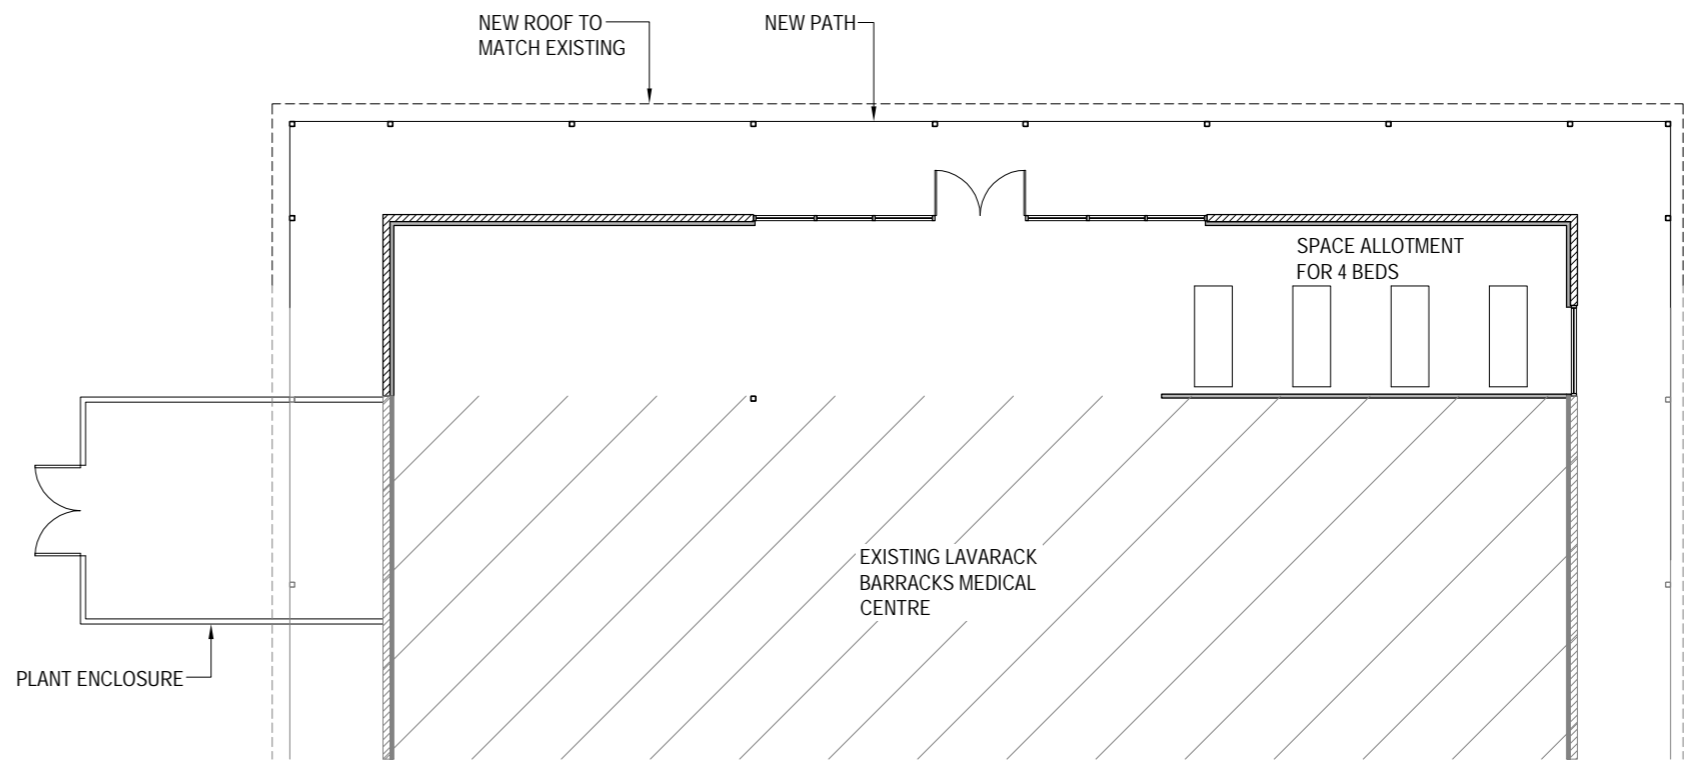 NEW ROOF TO
MATCH EXISTING
NEW PATH
SPACE ALLOTMENT
FOR 4 BEDS
EXISTING LAVARACK
BARRACKS MEDICAL
CENTRE
PLANT ENCLOSURE